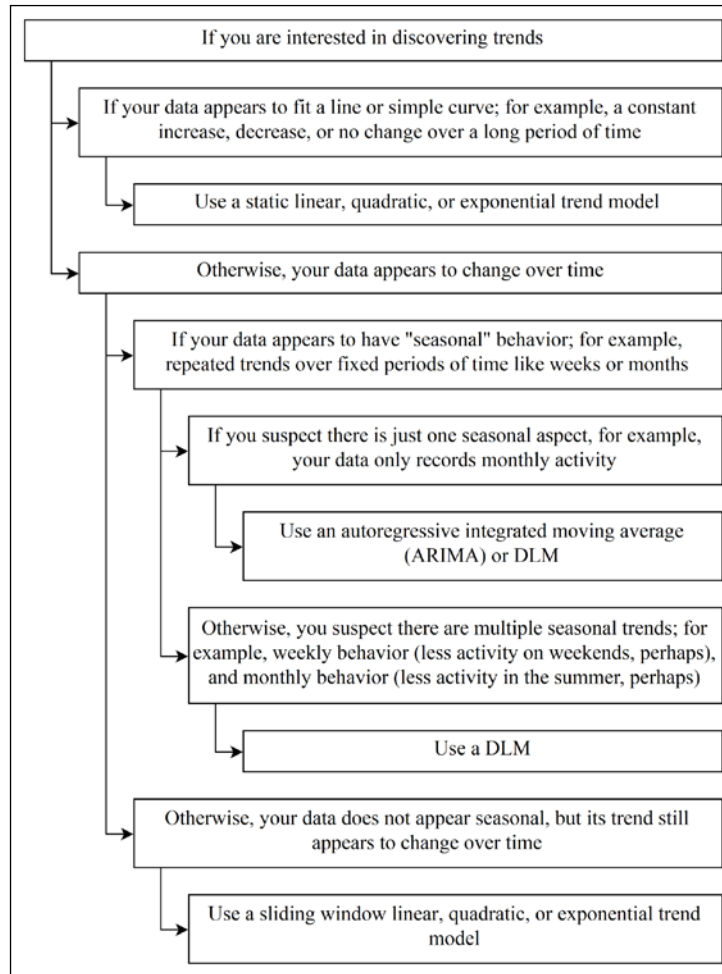 If you are interested in discovering trends
If your data appears to fit a line or simple curve; for example, a constant
increase, decrease, or no change over a long period of time
Use a static linear, quadratic, or exponential trend model
Otherwise, your data appears to change over time
If your data appears to have "seasonal" behavior; for example,
repeated trends over fixed periods of time like weeks or months
If you suspect there is just one seasonal aspect, for example,
your data only records monthly activity
Use an autoregressive integrated moving average
(ARIMA) or DLM
Otherwise, you suspect there are multiple seasonal trends; for
example, weekly behavior (less activity on weekends, perhaps),
and monthly behavior (less activity in the summer, perhaps)
Use a DLM
Otherwise, your data does not appear seasonal, but its trend still
appears to change over time
Use a sliding window linear, quadratic, or exponential trend
model